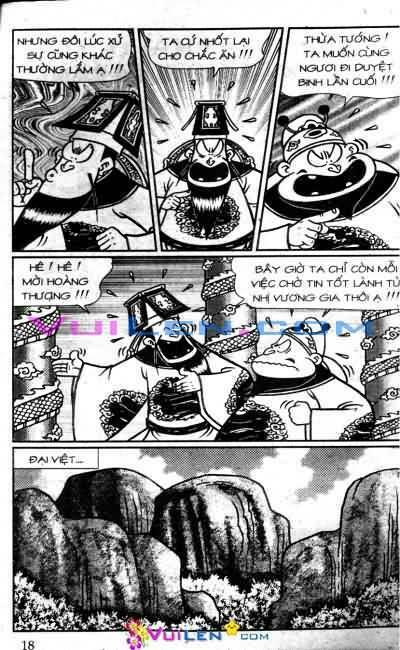 NHƯNG ĐÔI LÚC XỬ
SỰ CŨNG KHÁC
THƯỜNG LẮM Ạ !!!
TA CỨ NHỐT LẠI
CHO CHẮC ĂN !!!
THỪA TƯỚNG !
TA MUỐN CÙNG
NGƯƠI ĐI DUYỆT
BINH LẦN CUỐI !!!
HÊ ! HÊ !
MỜI HOÀNG
THƯỢNG !!!
BÂY GIỜ TA CHỈ CÒN MỖI
VIỆC CHỜ TIN TỐT LÀNH TỪ
NHỊ VƯƠNG GIA THÔI Ạ !!!
VUILEN.COM
ĐẠI VIỆT...
18
VUILEN.COM